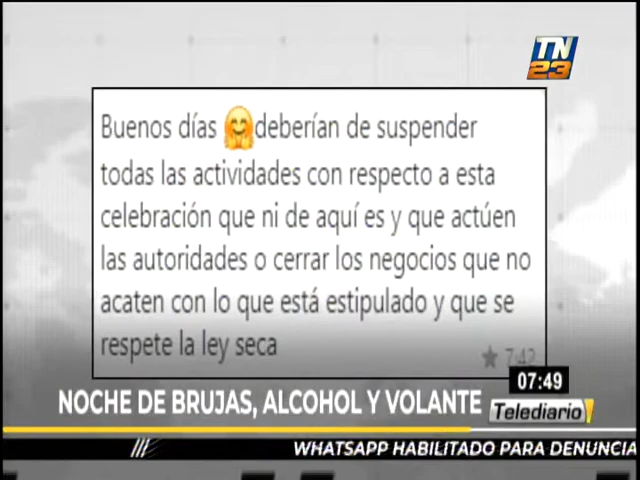 TN
23
Buenos días 🤗deberían de suspender
todas las actividades con respecto a esta
celebración que ni de aquí es y que actúen
las autoridades o cerrar los negocios que no
acaten con lo que está estipulado y que se
respete la ley seca
7:42
07:49
NOCHE DE BRUJAS, ALCOHOL Y VOLANTE
Telediario
WHATSAPP HABILITADO PARA DENUNCIA